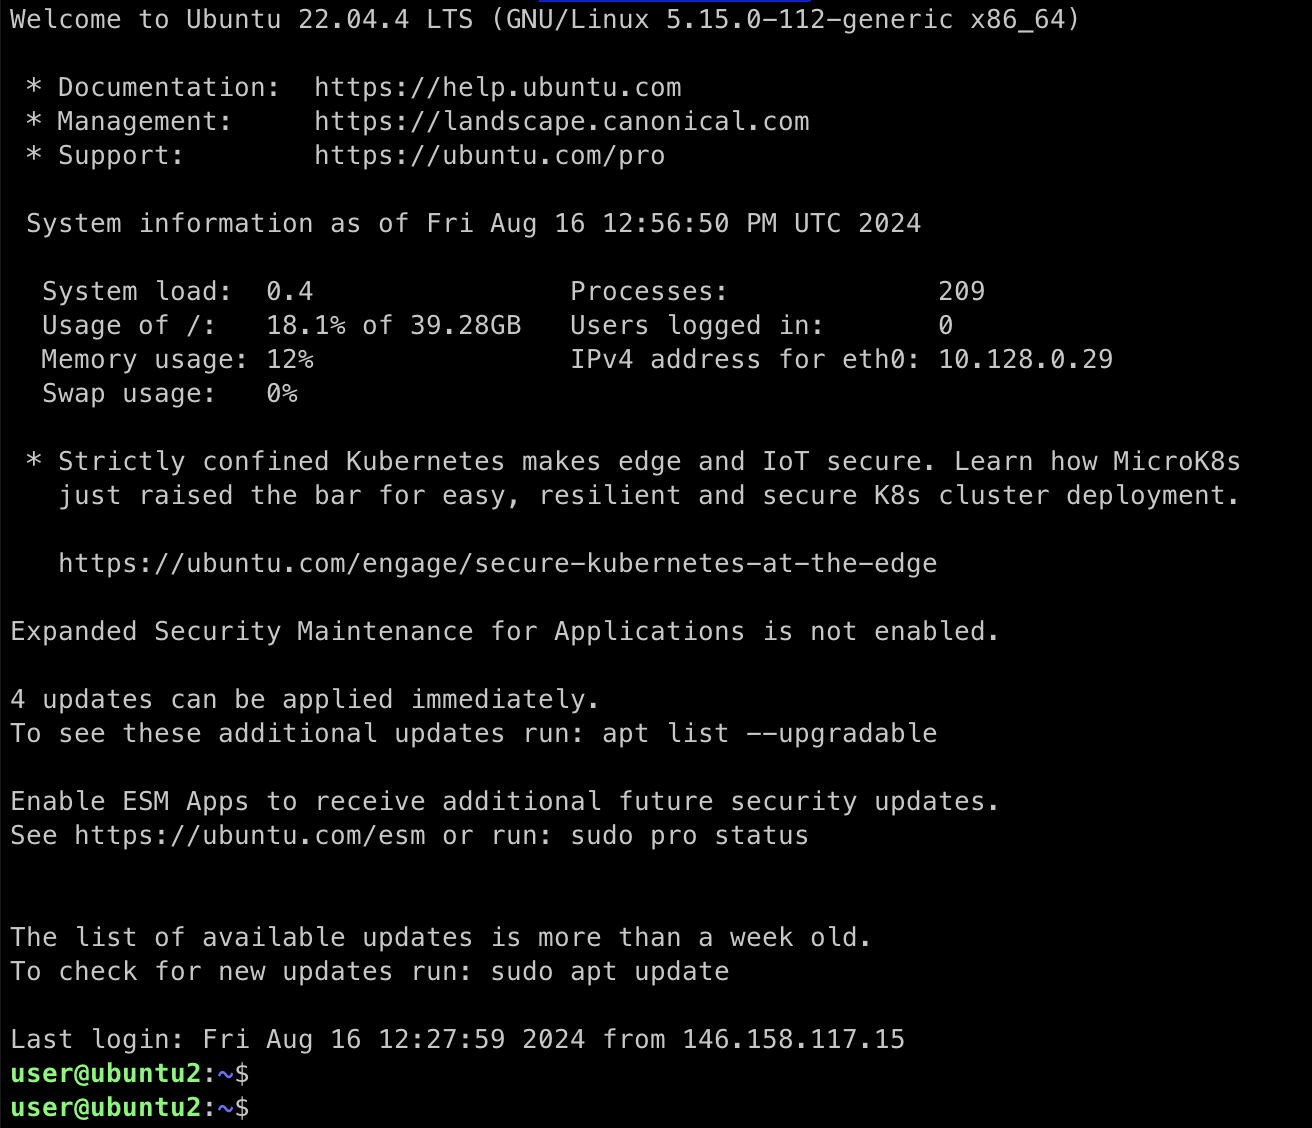 Welcome to Ubuntu 22.04.4 LTS (GNU/Linux 5.15.0-112-generic x86_64)

 * Documentation:  https://help.ubuntu.com
 * Management:     https://landscape.canonical.com
 * Support:        https://ubuntu.com/pro

 System information as of Fri Aug 16 12:56:50 PM UTC 2024

  System load:  0.4                Processes:             209
  Usage of /:   18.1% of 39.28GB   Users logged in:       0
  Memory usage: 12%                IPv4 address for eth0: 10.128.0.29
  Swap usage:   0%

 * Strictly confined Kubernetes makes edge and IoT secure. Learn how MicroK8s
   just raised the bar for easy, resilient and secure K8s cluster deployment.

   https://ubuntu.com/engage/secure-kubernetes-at-the-edge

Expanded Security Maintenance for Applications is not enabled.

4 updates can be applied immediately.
To see these additional updates run: apt list --upgradable

Enable ESM Apps to receive additional future security updates.
See https://ubuntu.com/esm or run: sudo pro status


The list of available updates is more than a week old.
To check for new updates run: sudo apt update

Last login: Fri Aug 16 12:27:59 2024 from 146.158.117.15
user@ubuntu2:~$
user@ubuntu2:~$